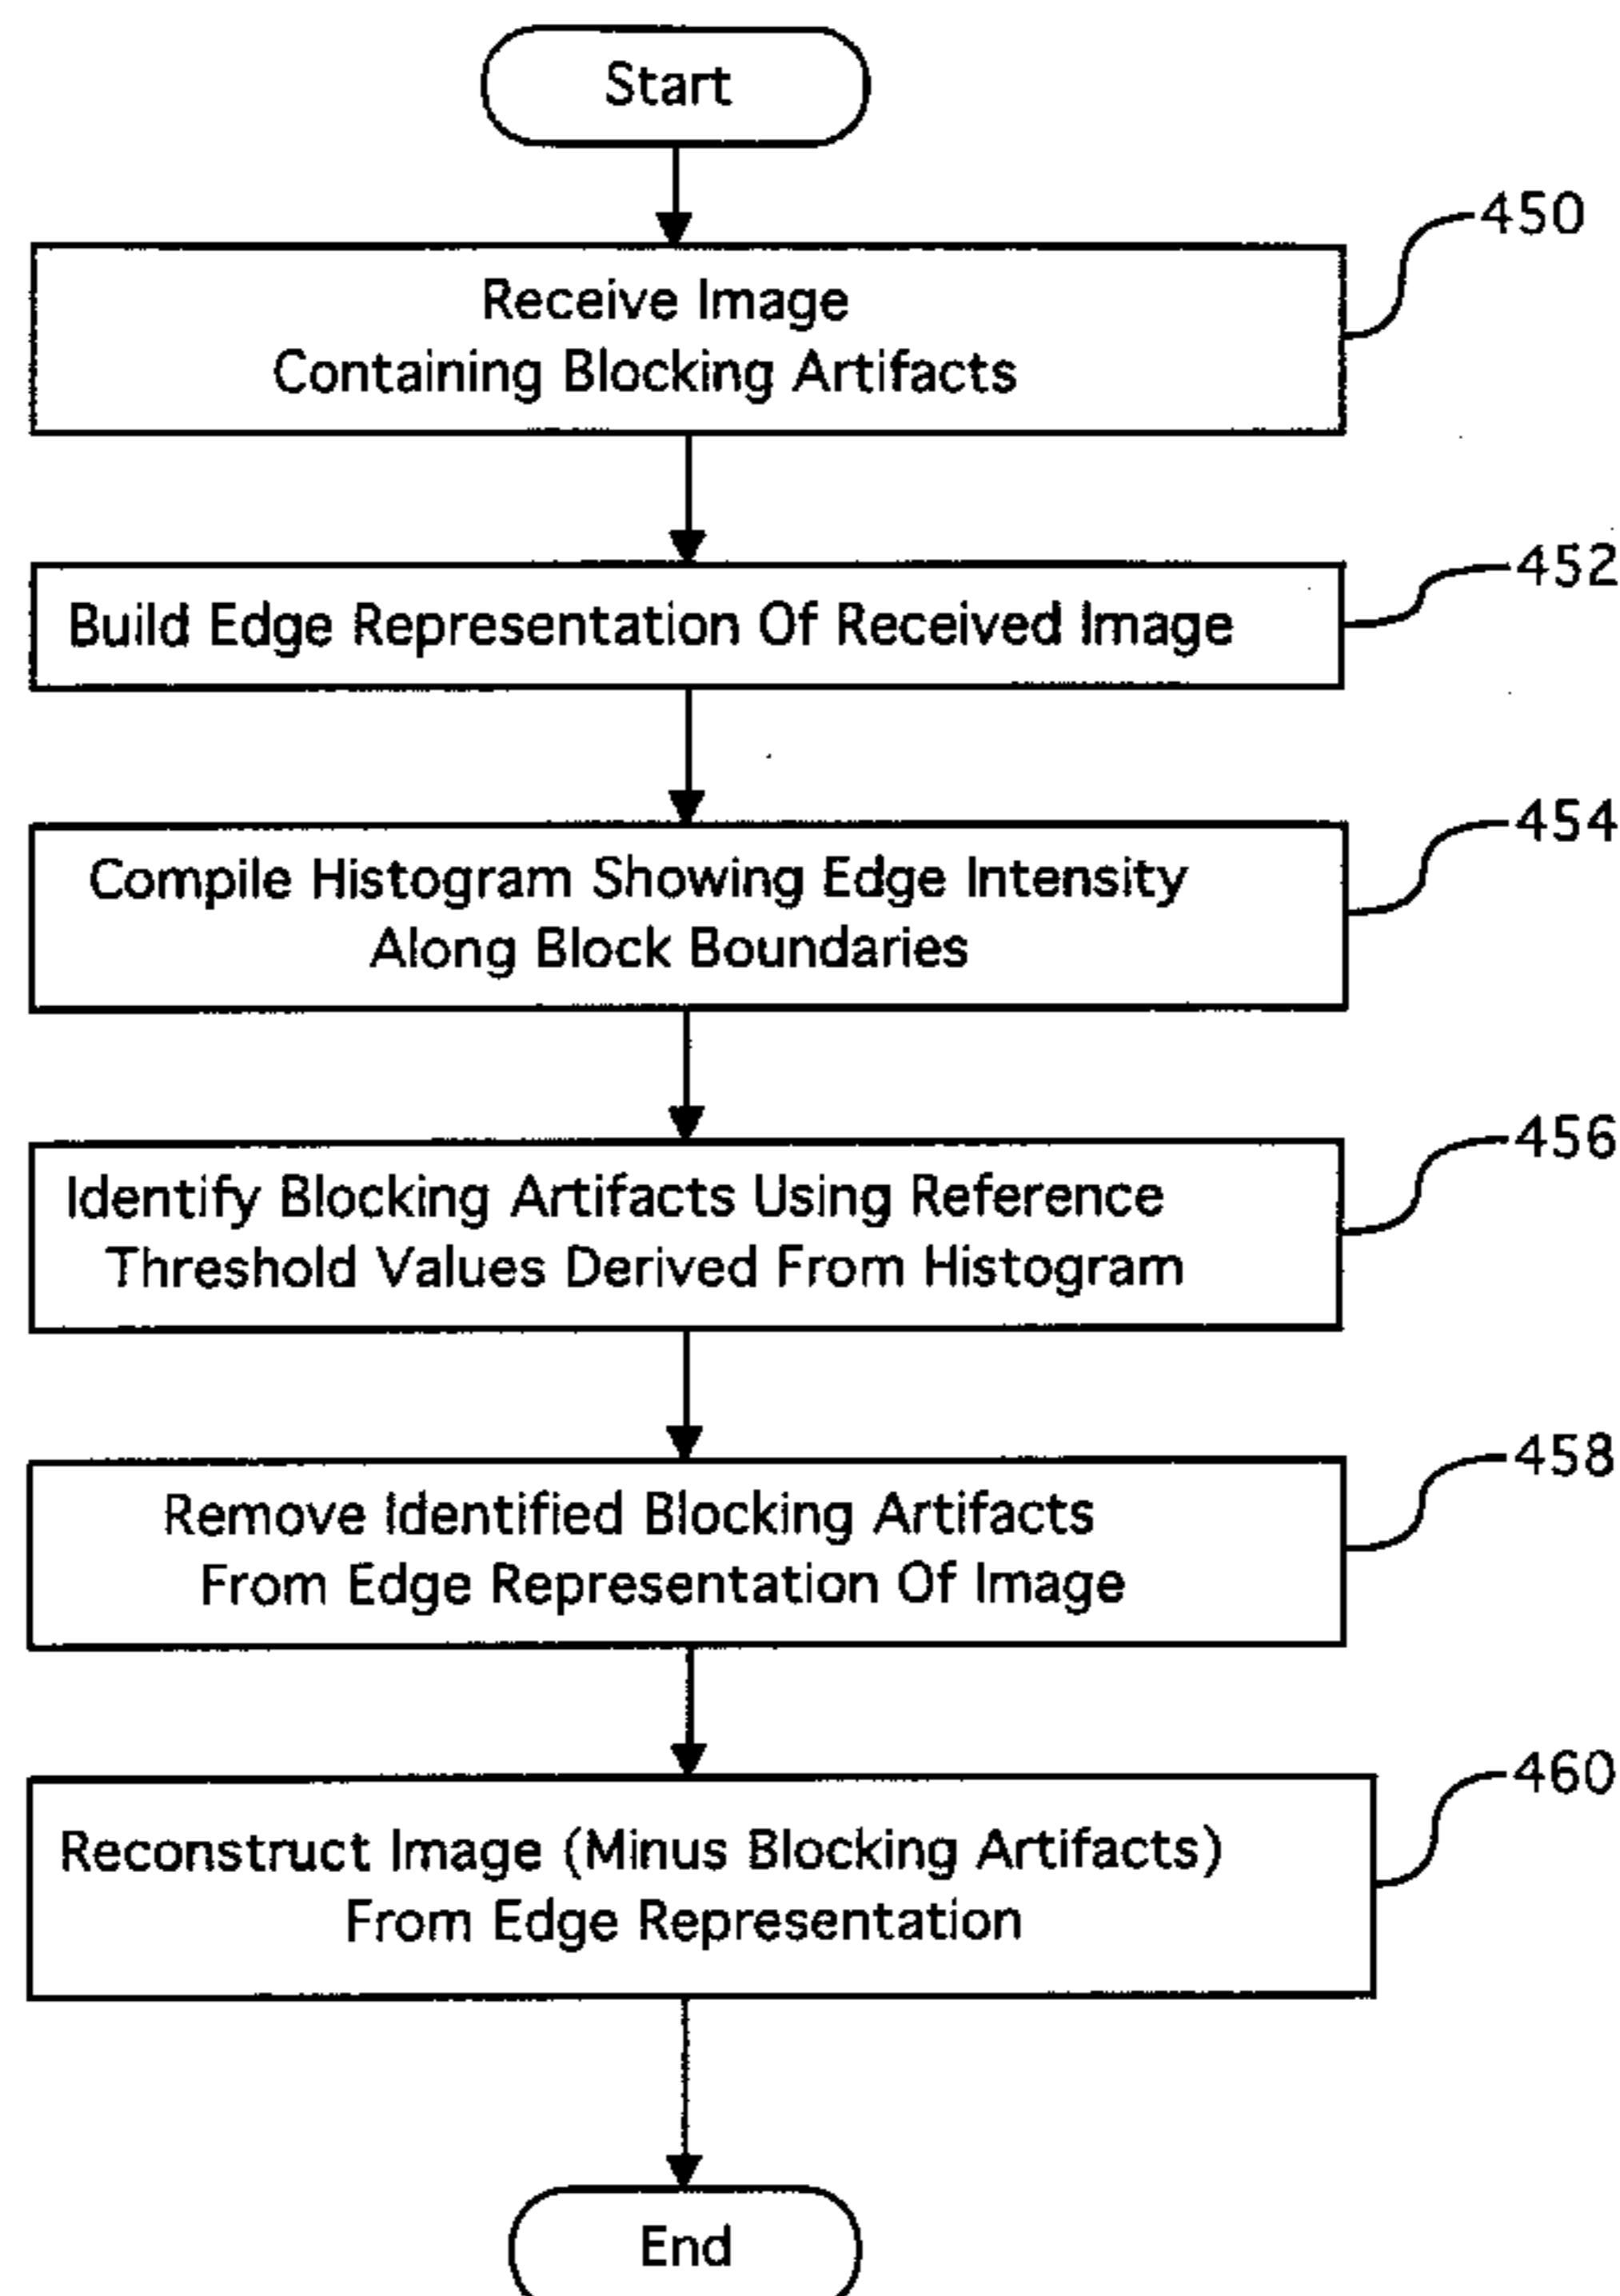 Start
450
Receive Image
Containing Blocking Artifacts
452
Build Edge Representation Of Received Image
454
Compile Histogram Showing Edge Intensity
Along Block Boundaries
456
Identify Blocking Artifacts Using Reference
Threshold Values Derived From Histogram
458
Remove Identified Blocking Artifacts
From Edge Representation Of Image
460
Reconstruct Image (Minus Blocking Artifacts)
From Edge Representation
End